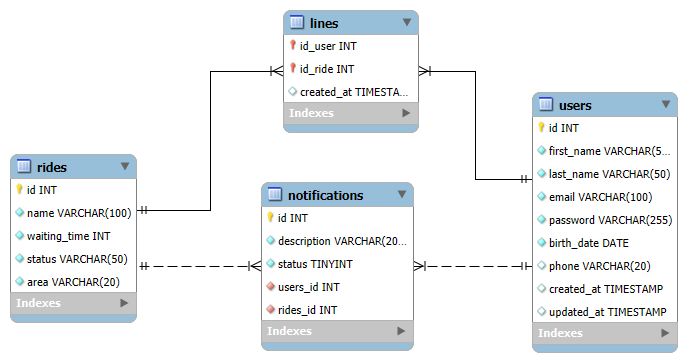 lines
id_user INT
id_ride INT
created_at TIMESTA...
Indexes
users
id INT
first_name VARCHAR(5...
last_name VARCHAR(50)
email VARCHAR(100)
password VARCHAR(255)
birth_date DATE
phone VARCHAR(20)
created_at TIMESTAMP
updated_at TIMESTAMP
Indexes
rides
id INT
name VARCHAR(100)
waiting_time INT
status VARCHAR(50)
area VARCHAR(20)
Indexes
notifications
id INT
description VARCHAR(20...
status TINYINT
users_id INT
rides_id INT
Indexes